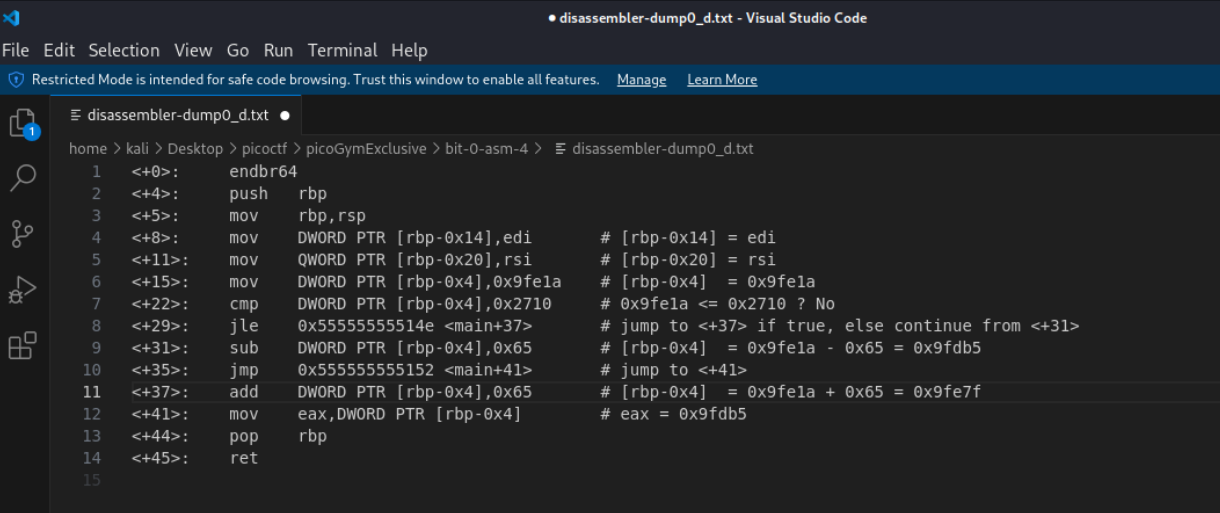 ● disassembler-dump0_d.txt - Visual Studio Code
File Edit Selection View Go Run Terminal Help
Restricted Mode is intended for safe code browsing. Trust this window to enable all features. Manage Learn More
disassembler-dump0_d.txt ●
1
home > kali > Desktop > picoctf > picoGymExclusive > bit-0-asm-4 > disassembler-dump0_d.txt
1 <+0>: endbr64
2 <+4>: push rbp
3 <+5>: mov rbp,rsp
4 <+8>: mov DWORD PTR [rbp-0x14],edi # [rbp-0x14] = edi
5 <+11>: mov QWORD PTR [rbp-0x20],rsi # [rbp-0x20] = rsi
6 <+15>: mov DWORD PTR [rbp-0x4],0x9fe1a # [rbp-0x4] = 0x9fe1a
7 <+22>: cmp DWORD PTR [rbp-0x4],0x2710 # 0x9fe1a <= 0x2710 ? No
8 <+29>: jle 0x55555555514e <main+37> # jump to <+37> if true, else continue from <+31>
9 <+31>: sub DWORD PTR [rbp-0x4],0x65 # [rbp-0x4] = 0x9fe1a - 0x65 = 0x9fdb5
10 <+35>: jmp 0x555555555152 <main+41> # jump to <+41>
11 <+37>: add DWORD PTR [rbp-0x4],0x65 # [rbp-0x4] = 0x9fe1a + 0x65 = 0x9fe7f
12 <+41>: mov eax,DWORD PTR [rbp-0x4] # eax = 0x9fdb5
13 <+44>: pop rbp
14 <+45>: ret
15